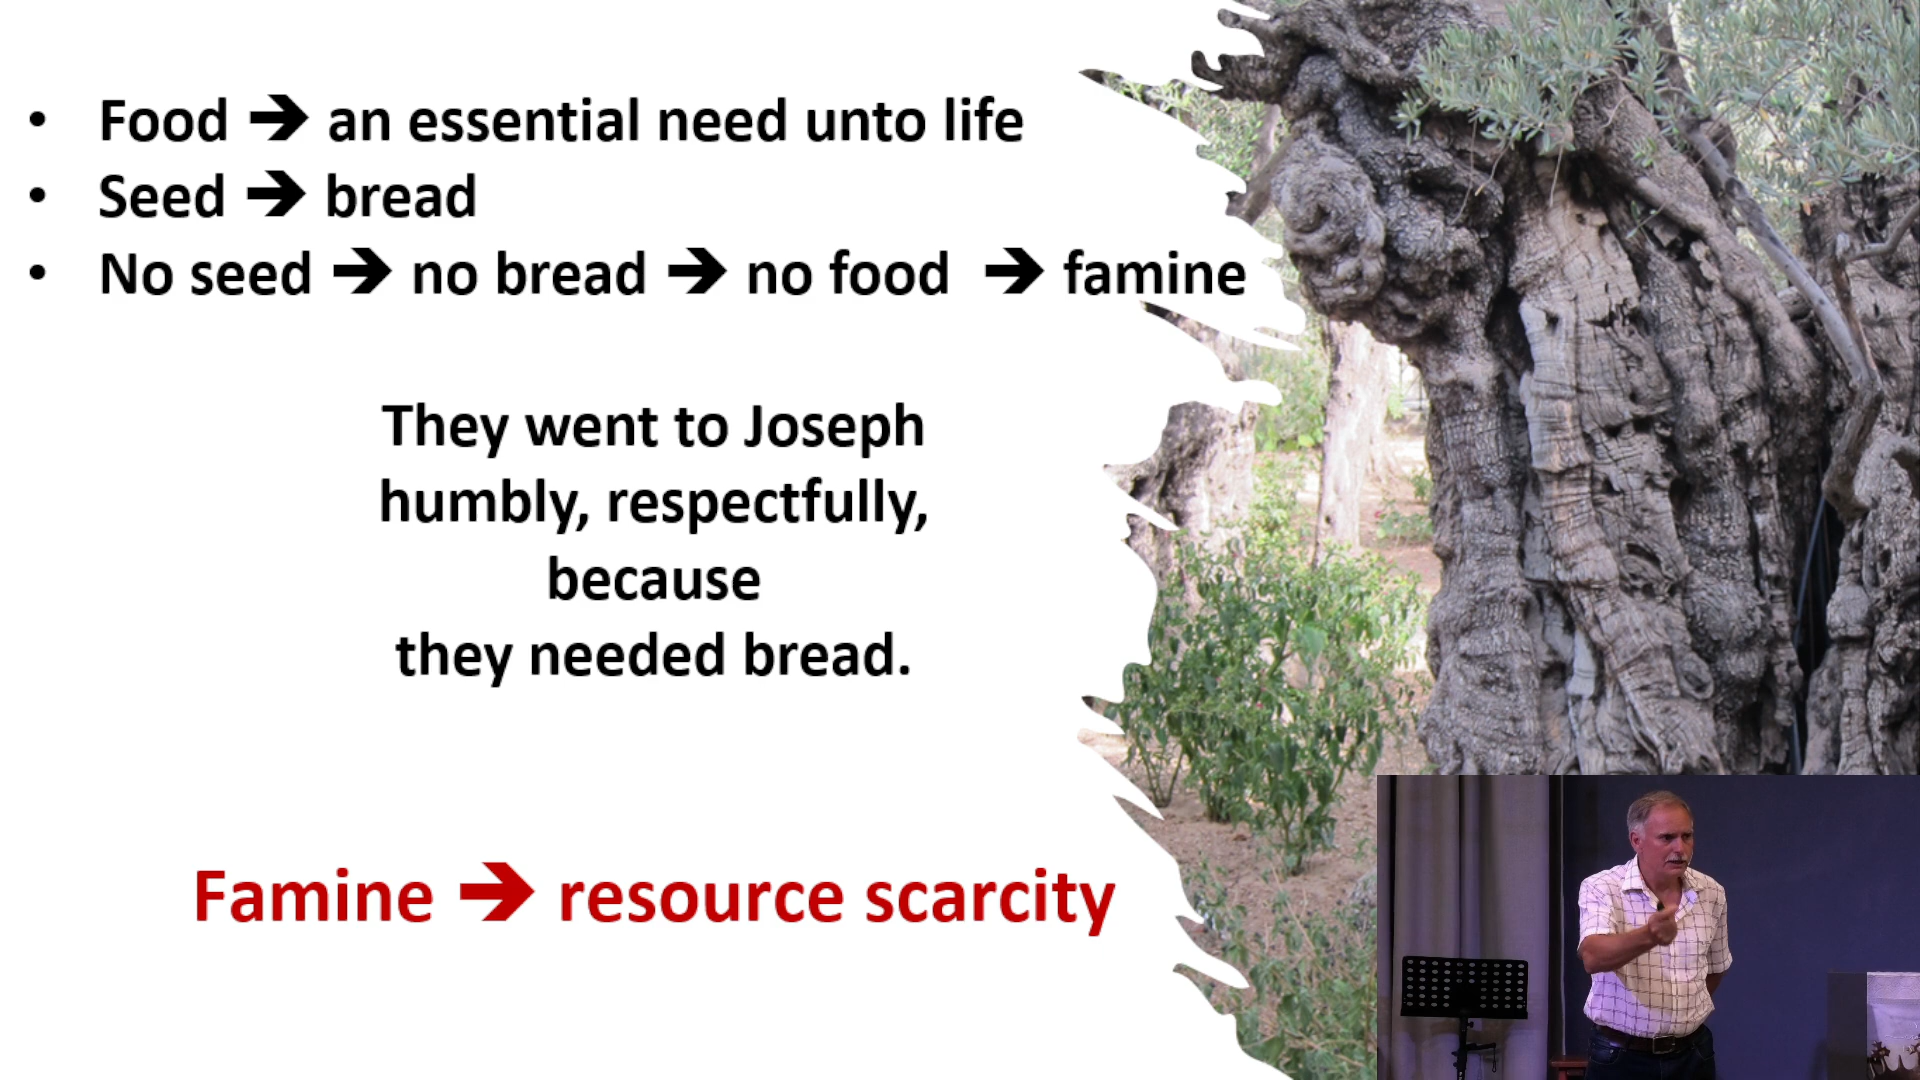 • Food ➔ an essential need unto life
• Seed ➔ bread
• No seed ➔ no bread ➔ no food ➔ famine
They went to Joseph
humbly, respectfully,
because
they needed bread.
Famine ➔ resource scarcity